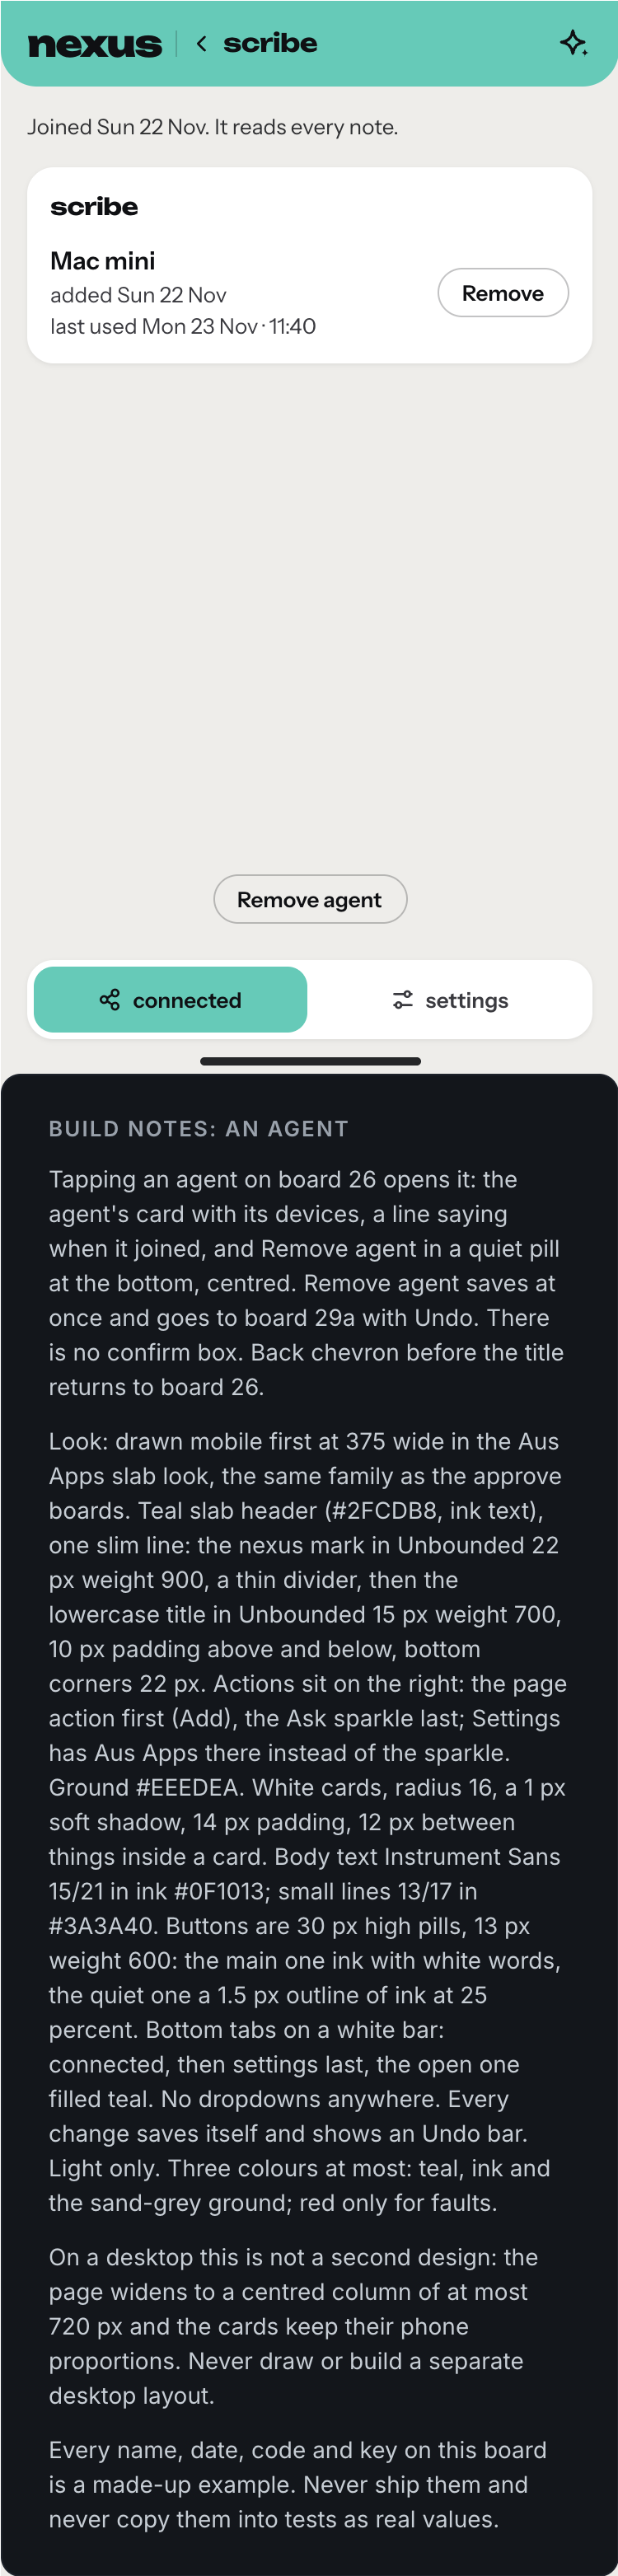 nexus
scribe
Joined Sun 22 Nov. It reads every note.
scribe
Mac mini
added Sun 22 Nov
last used Mon 23 Nov · 11:40
Remove
Remove agent
connected
settings
BUILD NOTES: AN AGENT
Tapping an agent on board 26 opens it: the
agent's card with its devices, a line saying
when it joined, and Remove agent in a quiet pill
at the bottom, centred. Remove agent saves at
once and goes to board 29a with Undo. There
is no confirm box. Back chevron before the title
returns to board 26.
Look: drawn mobile first at 375 wide in the Aus
Apps slab look, the same family as the approve
boards. Teal slab header (#2FCDB8, ink text),
one slim line: the nexus mark in Unbounded 22
px weight 900, a thin divider, then the
lowercase title in Unbounded 15 px weight 700,
10 px padding above and below, bottom
corners 22 px. Actions sit on the right: the page
action first (Add), the Ask sparkle last; Settings
has Aus Apps there instead of the sparkle.
Ground #EEEDEA. White cards, radius 16, a 1 px
soft shadow, 14 px padding, 12 px between
things inside a card. Body text Instrument Sans
15/21 in ink #0F1013; small lines 13/17 in
#3A3A40. Buttons are 30 px high pills, 13 px
weight 600: the main one ink with white words,
the quiet one a 1.5 px outline of ink at 25
percent. Bottom tabs on a white bar:
connected, then settings last, the open one
filled teal. No dropdowns anywhere. Every
change saves itself and shows an Undo bar.
Light only. Three colours at most: teal, ink and
the sand-grey ground; red only for faults.
On a desktop this is not a second design: the
page widens to a centred column of at most
720 px and the cards keep their phone
proportions. Never draw or build a separate
desktop layout.
Every name, date, code and key on this board
is a made-up example. Never ship them and
never copy them into tests as real values.